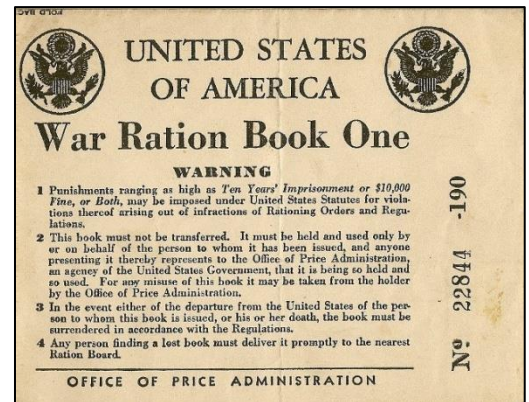 FOLD BAC
UNITED STATES
OF AMERICA
War Ration Book One
WARNING
1 Punishments ranging as high as Ten Years' Imprisonment or $10,000
Fine, or Both, may be imposed under United States Statutes for viola-
tions thereof arising out of infractions of Rationing Orders and Regu-
lations.
2 This book must not be transferred. It must be held and used only by
or on behalf of the person to whom it has been issued, and anyone
presenting it thereby represents to the Office of Price Administration,
an agency of the United States Government, that it is being so held and
so used. For any misuse of this book it may be taken from the holder
by the Office of Price Administration.
3 In the event either of the departure from the United States of the per-
son to whom this book is issued, or his or her death, the book must be
surrendered in accordance with the Regulations.
4 Any person finding a lost book must deliver it promptly to the nearest
Ration Board.
OFFICE OF PRICE ADMINISTRATION
Nº 22844 -190